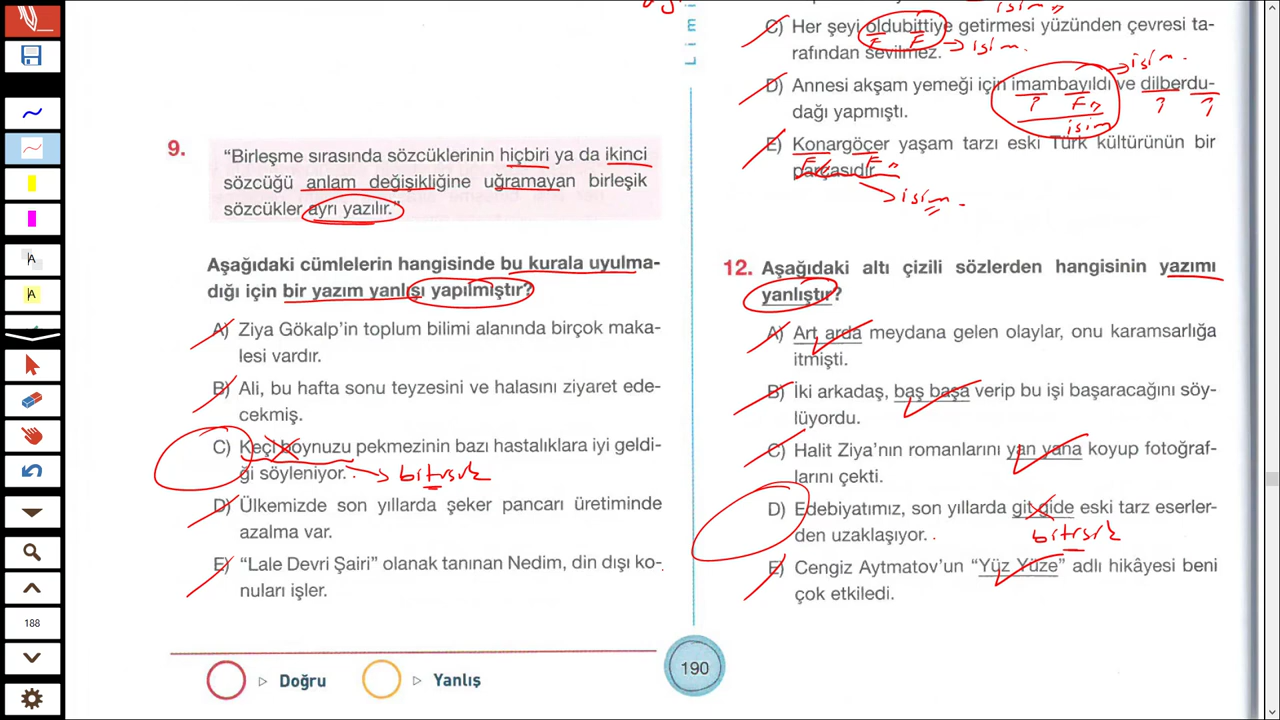 9.
“Birleşme sırasında sözcüklerinin hiçbiri ya da ikinci
sözcüğü anlam değişikliğine uğramayan birleşik
sözcükler ayrı yazılır.”
Aşağıdaki cümlelerin hangisinde bu kurala uyulma-
dığı için bir yazım yanlışı yapılmıştır?
A) Ziya Gökalp’in toplum bilimi alanında birçok maka-
lesi vardır.
B) Ali, bu hafta sonu teyzesini ve halasını ziyaret ede-
cekmiş.
C) Keçi boynuzu pekmezinin bazı hastalıklara iyi geldi-
ği söyleniyor.
bitişik
D) Ülkemizde son yıllarda şeker pancarı üretiminde
azalma var.
E) “Lale Devri Şairi” olanak tanınan Nedim, din dışı ko-
nuları işler.
Doğru
Yanlış
190
Limi
C) Her şeyi oldubittiye getirmesi yüzünden çevresi ta-
F F isim.
rafından sevilmez.
isim.
D) Annesi akşam yemeği için imambayıldı ve dilberdu-
? F ? ?
dağı yapmıştı.
isim
E) Konargöçer yaşam tarzı eski Türk kültürünün bir
F F
parçasıdır.
isim.
12. Aşağıdaki altı çizili sözlerden hangisinin yazımı
yanlıştır?
A) Art arda meydana gelen olaylar, onu karamsarlığa
itmişti.
B) İki arkadaş, baş başa verip bu işi başaracağını söy-
lüyordu.
C) Halit Ziya’nın romanlarını yan yana koyup fotoğraf-
larını çekti.
D) Edebiyatımız, son yıllarda git gide eski tarz eserler-
den uzaklaşıyor.
bitişik
E) Cengiz Aytmatov’un “Yüz Yüze” adlı hikâyesi beni
çok etkiledi.
A
A
188